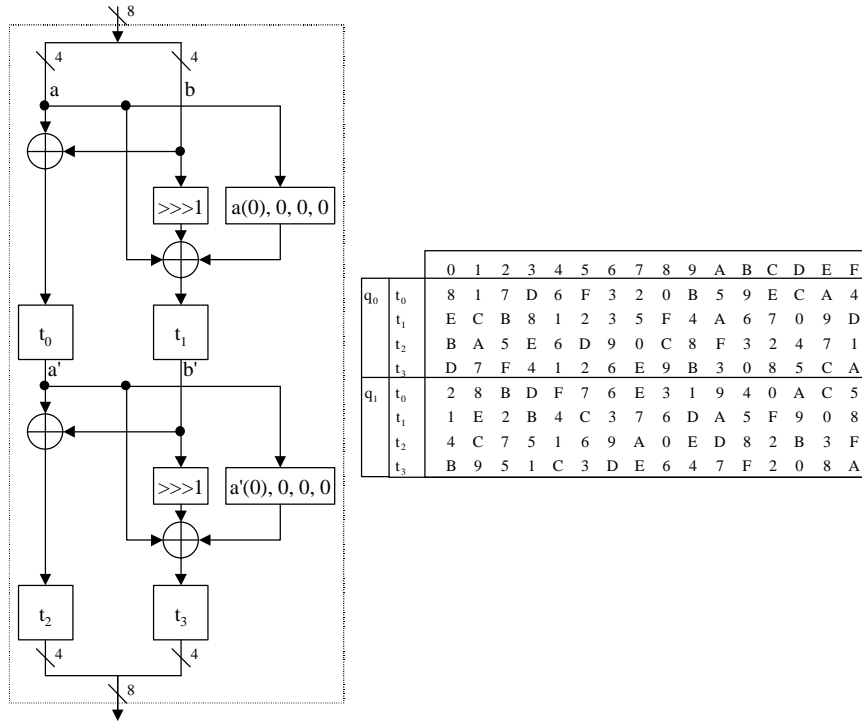 8
4 4
a b
>>>1 a(0), 0, 0, 0
t0 t1
a' b'
>>>1 a'(0), 0, 0, 0
t2 t3
4 4
8
0 1 2 3 4 5 6 7 8 9 A B C D E F
q0 t0 8 1 7 D 6 F 3 2 0 B 5 9 E C A 4
t1 E C B 8 1 2 3 5 F 4 A 6 7 0 9 D
t2 B A 5 E 6 D 9 0 C 8 F 3 2 4 7 1
t3 D 7 F 4 1 2 6 E 9 B 3 0 8 5 C A
q1 t0 2 8 B D F 7 6 E 3 1 9 4 0 A C 5
t1 1 E 2 B 4 C 3 7 6 D A 5 F 9 0 8
t2 4 C 7 5 1 6 9 A 0 E D 8 2 B 3 F
t3 B 9 5 1 C 3 D E 6 4 7 F 2 0 8 A